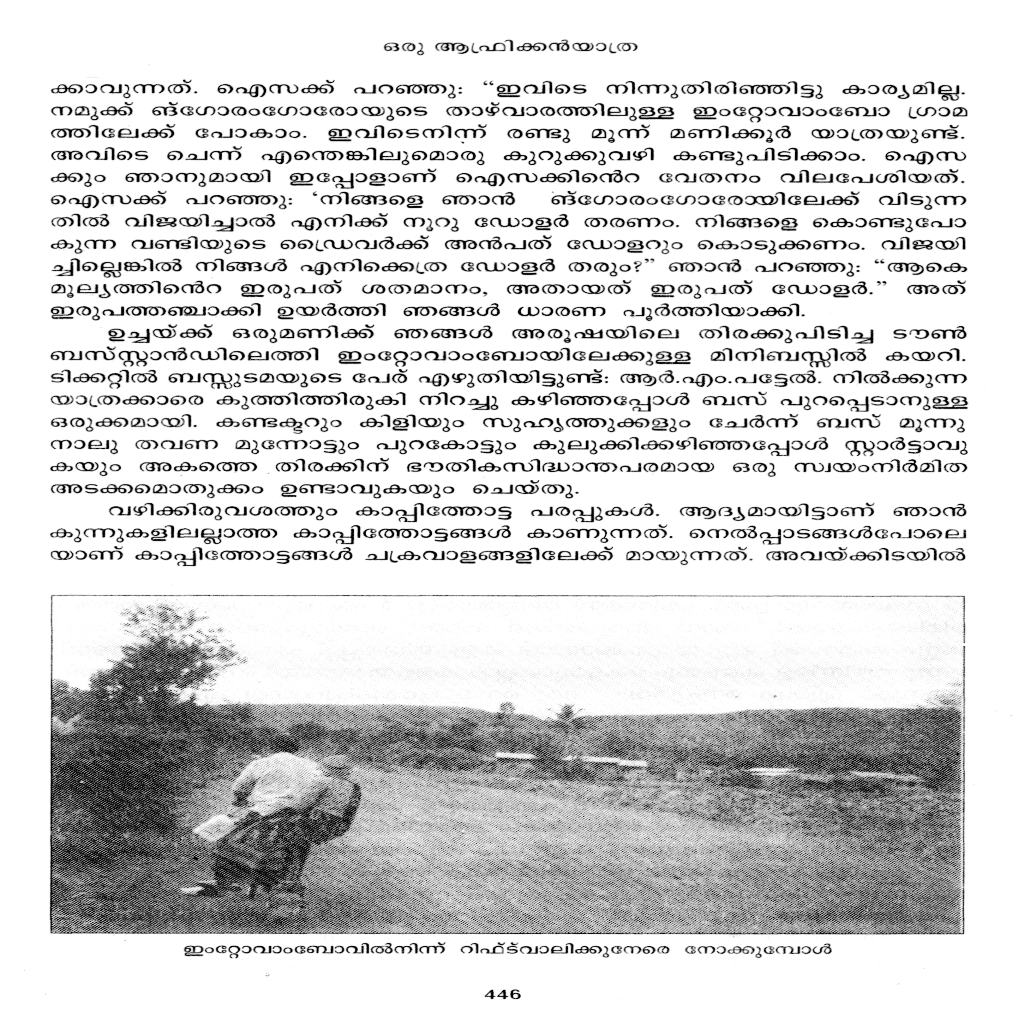 ഒരു ആഫ്രിക്കൻയാത്ര
ക്കാവുന്നത്. ഐസക്ക് പറഞ്ഞു: “ഇവിടെ നിന്നുതിരിഞ്ഞിട്ടു കാര്യമില്ല.
നമുക്ക് ങ്ഗോരംഗോരോയുടെ താഴ്‌വാരത്തിലുള്ള ഇംറ്റോവാംബോ ഗ്രാമ
ത്തിലേക്ക് പോകാം. ഇവിടെനിന്ന് രണ്ടു മൂന്ന് മണിക്കൂർ യാത്രയുണ്ട്.
അവിടെ ചെന്ന് എന്തെങ്കിലുമൊരു കുറുക്കുവഴി കണ്ടുപിടിക്കാം. ഐസ
ക്കും ഞാനുമായി ഇപ്പോളാണ് ഐസക്കിൻെറ വേതനം വിലപേശിയത്.
ഐസക്ക് പറഞ്ഞു: ‘നിങ്ങളെ ഞാൻ ങ്ഗോരംഗോരോയിലേക്ക് വിടുന്ന
തിൽ വിജയിച്ചാൽ എനിക്ക് നൂറു ഡോളർ തരണം. നിങ്ങളെ കൊണ്ടുപോ
കുന്ന വണ്ടിയുടെ ഡ്രൈവർക്ക് അൻപത് ഡോളറും കൊടുക്കണം. വിജയി
ച്ചില്ലെങ്കിൽ നിങ്ങൾ എനിക്കെത്ര ഡോളർ തരും?” ഞാൻ പറഞ്ഞു: “ആകെ
മൂല്യത്തിൻെറ ഇരുപത് ശതമാനം, അതായത് ഇരുപത് ഡോളർ.” അത്
ഇരുപത്തഞ്ചാക്കി ഉയർത്തി ഞങ്ങൾ ധാരണ പൂർത്തിയാക്കി.
ഉച്ചയ്ക്ക് ഒരുമണിക്ക് ഞങ്ങൾ അരൂഷയിലെ തിരക്കുപിടിച്ച ടൗൺ
ബസ്സ്റ്റാൻഡിലെത്തി ഇംറ്റോവാംബോയിലേക്കുള്ള മിനിബസ്സിൽ കയറി.
ടിക്കറ്റിൽ ബസ്സുടമയുടെ പേര് എഴുതിയിട്ടുണ്ട്: ആർ.എം.പട്ടേൽ. നിൽക്കുന്ന
യാത്രക്കാരെ കുത്തിത്തിരുകി നിറച്ചു കഴിഞ്ഞപ്പോൾ ബസ് പുറപ്പെടാനുള്ള
ഒരുക്കമായി. കണ്ടക്ടറും കിളിയും സുഹൃത്തുക്കളും ചേർന്ന് ബസ് മൂന്നു
നാലു തവണ മുന്നോട്ടും പുറകോട്ടും കുലുക്കിക്കഴിഞ്ഞപ്പോൾ സ്റ്റാർട്ടാവു
കയും അകത്തെ തിരക്കിന് ഭൗതികസിദ്ധാന്തപരമായ ഒരു സ്വയംനിർമിത
അടക്കമൊതുക്കം ഉണ്ടാവുകയും ചെയ്തു.
വഴിക്കിരുവശത്തും കാപ്പിത്തോട്ട പരപ്പുകൾ. ആദ്യമായിട്ടാണ് ഞാൻ
കുന്നുകളിലല്ലാത്ത കാപ്പിത്തോട്ടങ്ങൾ കാണുന്നത്. നെൽപ്പാടങ്ങൾപോലെ
യാണ് കാപ്പിത്തോട്ടങ്ങൾ ചക്രവാളങ്ങളിലേക്ക് മായുന്നത്. അവയ്ക്കിടയിൽ
ഇംറ്റോവാംബോവിൽനിന്ന് റിഫ്ട്‌വാലിക്കുനേരെ നോക്കുമ്പോൾ
446